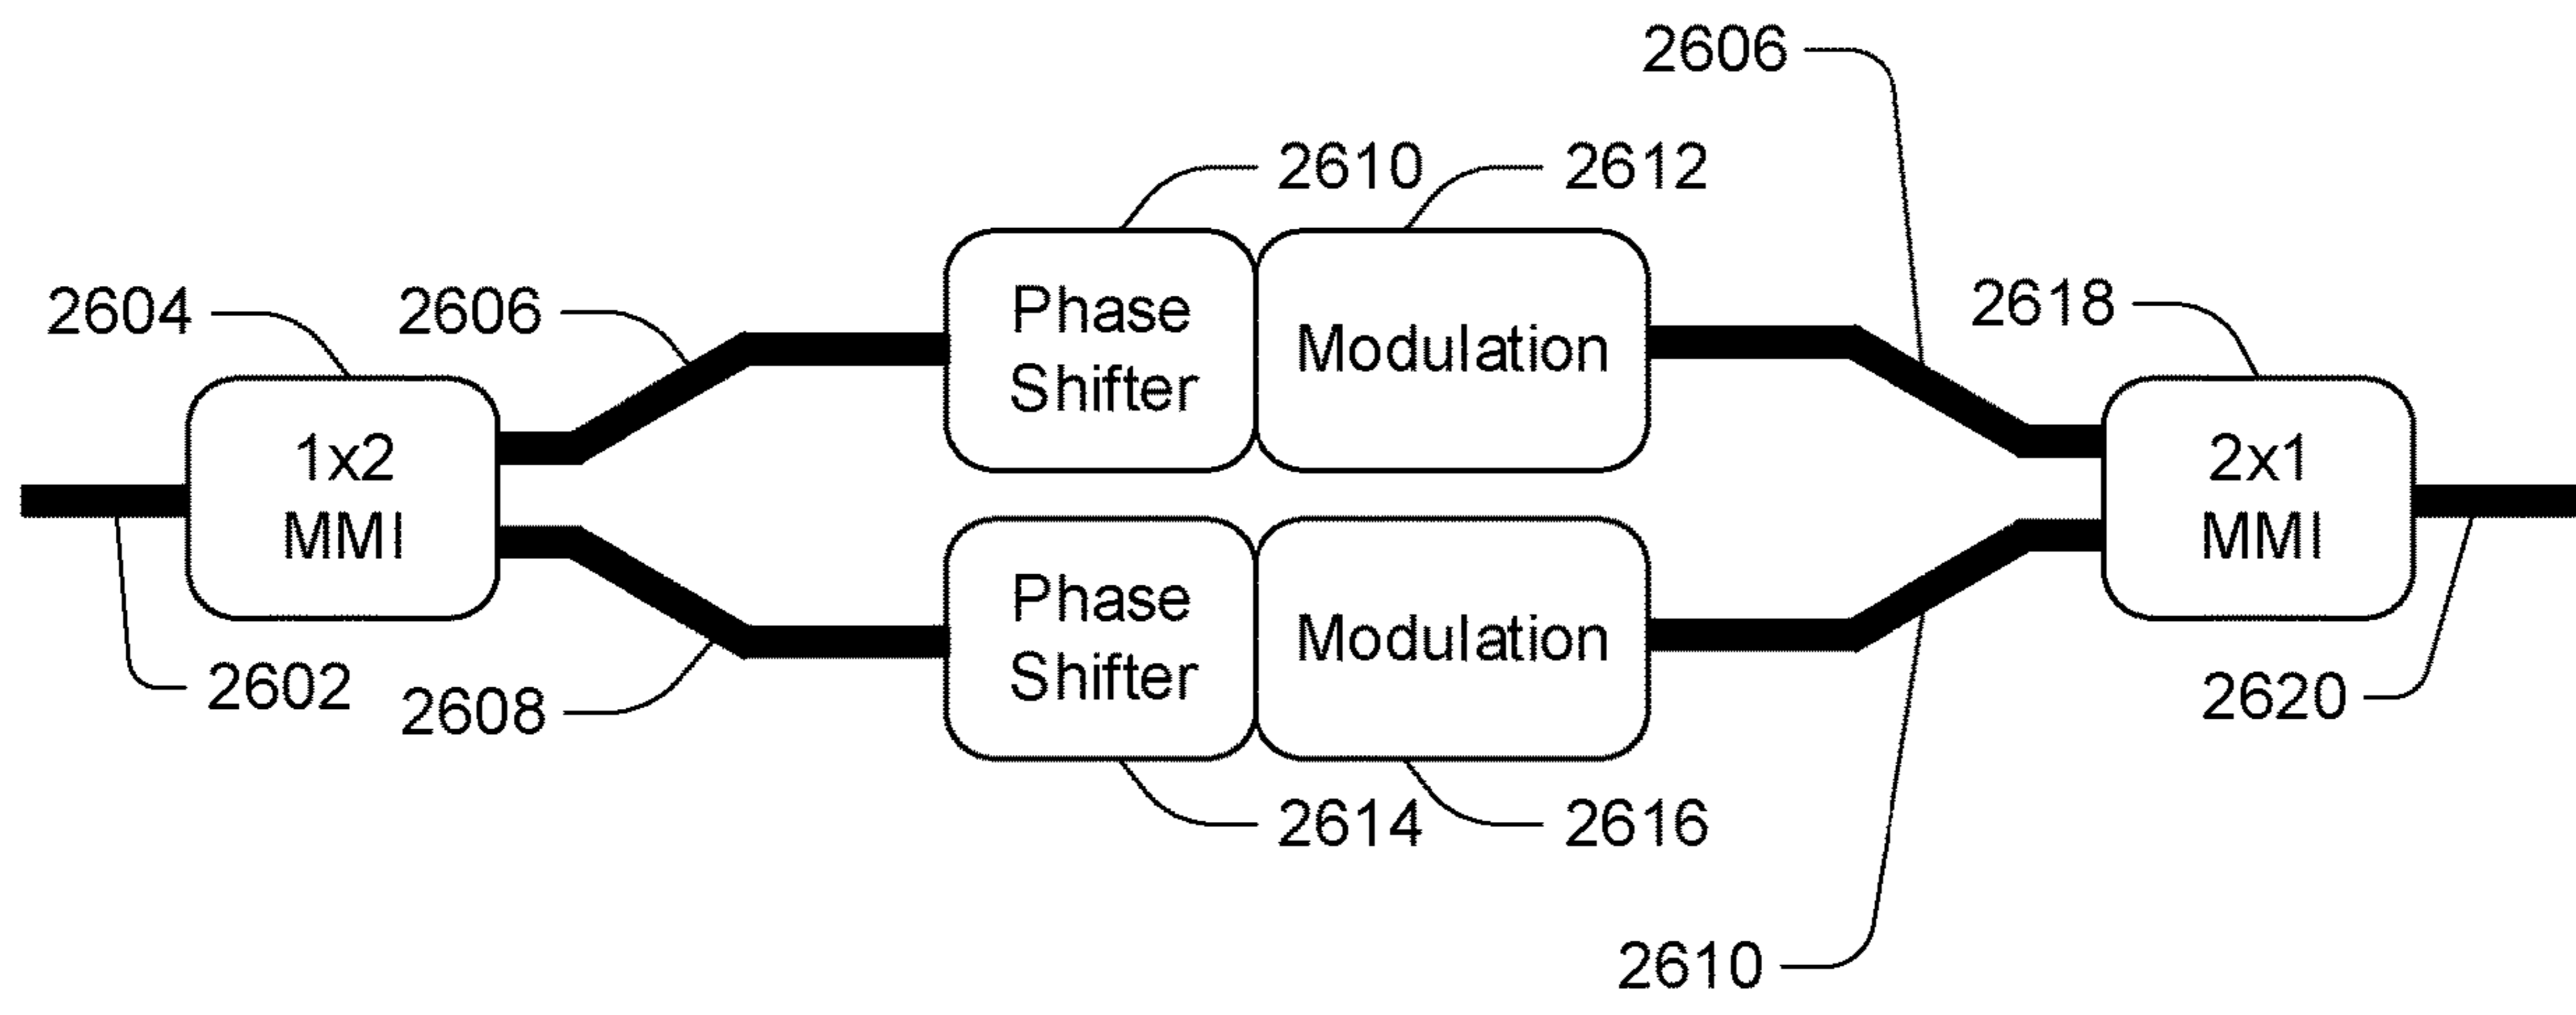 2606
2610
2612
2604
2606
2618
Phase
Shifter
Modulation
1x2
MMI
2x1
MMI
2602
2608
Phase
Shifter
Modulation
2620
2614
2616
2610